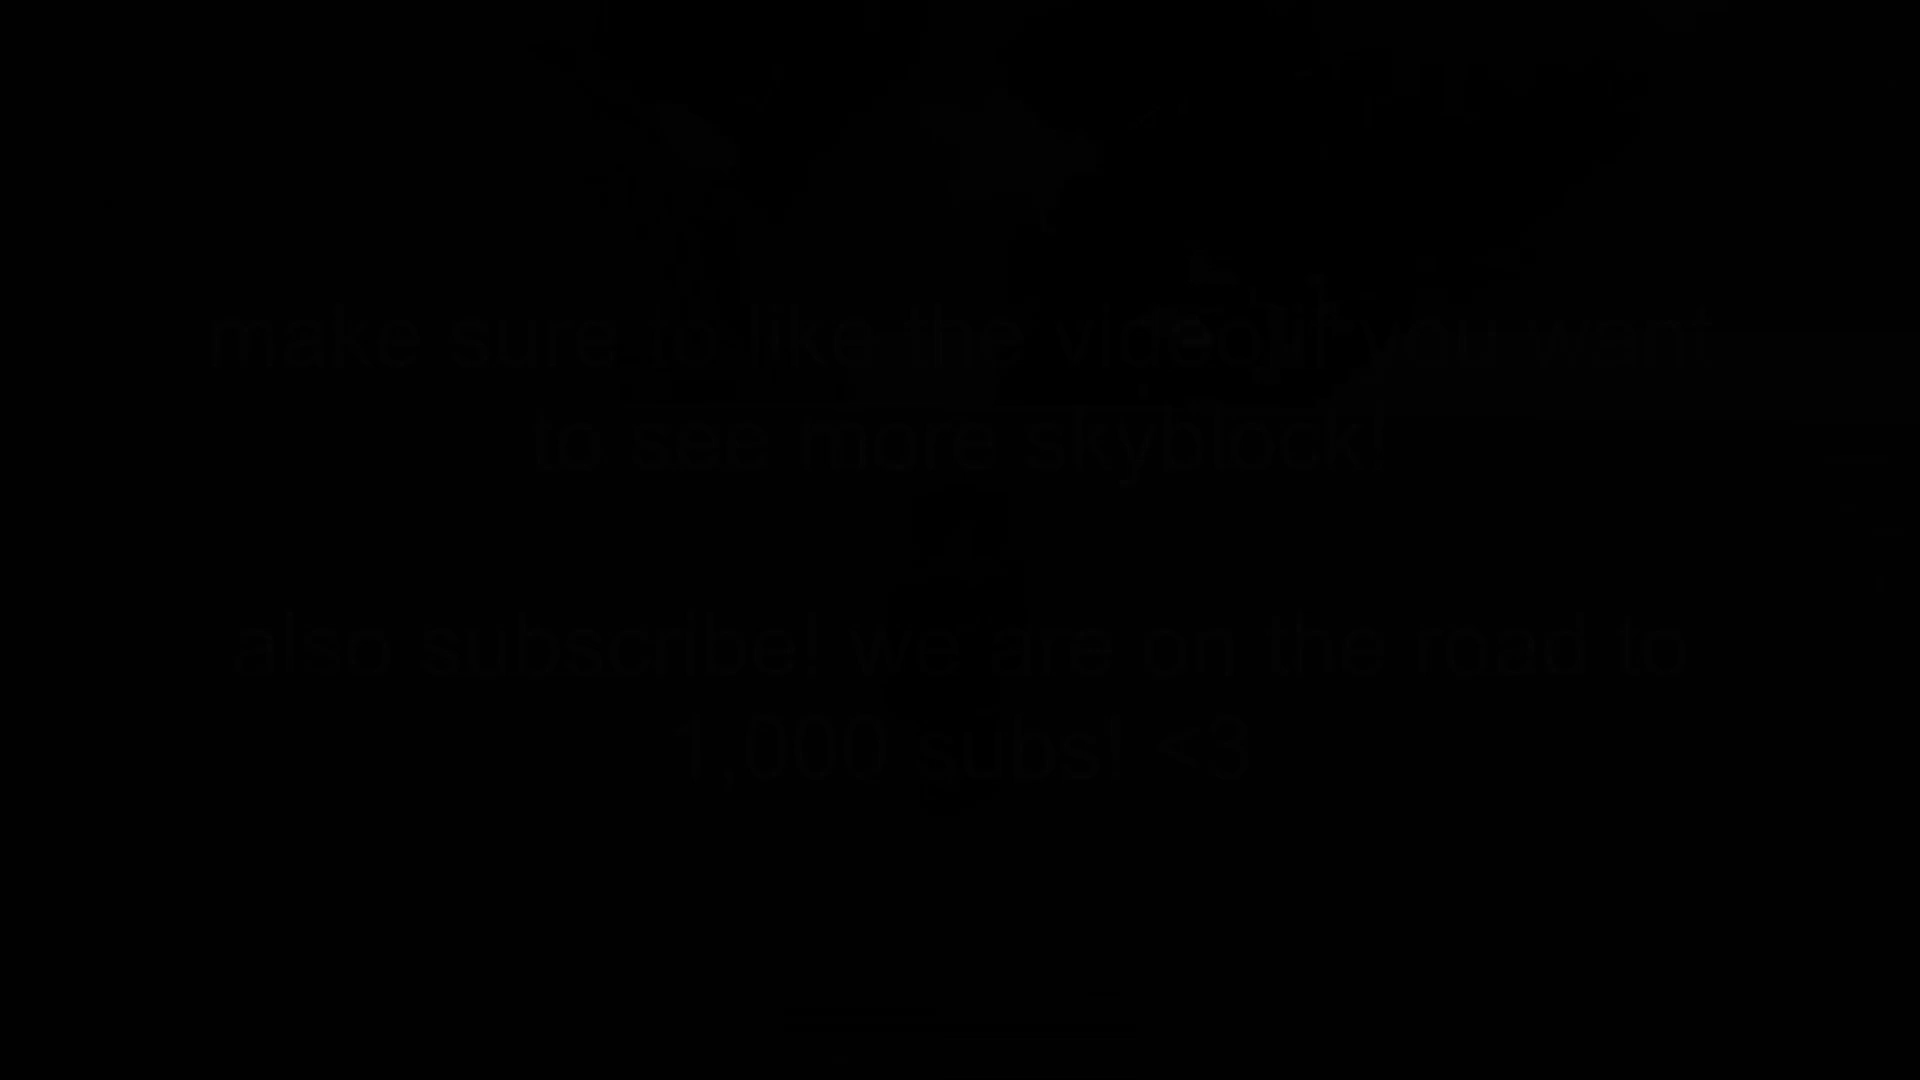 make sure to like the video if you want
to see more skyblock!
also subscribe! we are on the road to
1,000 subs! <3